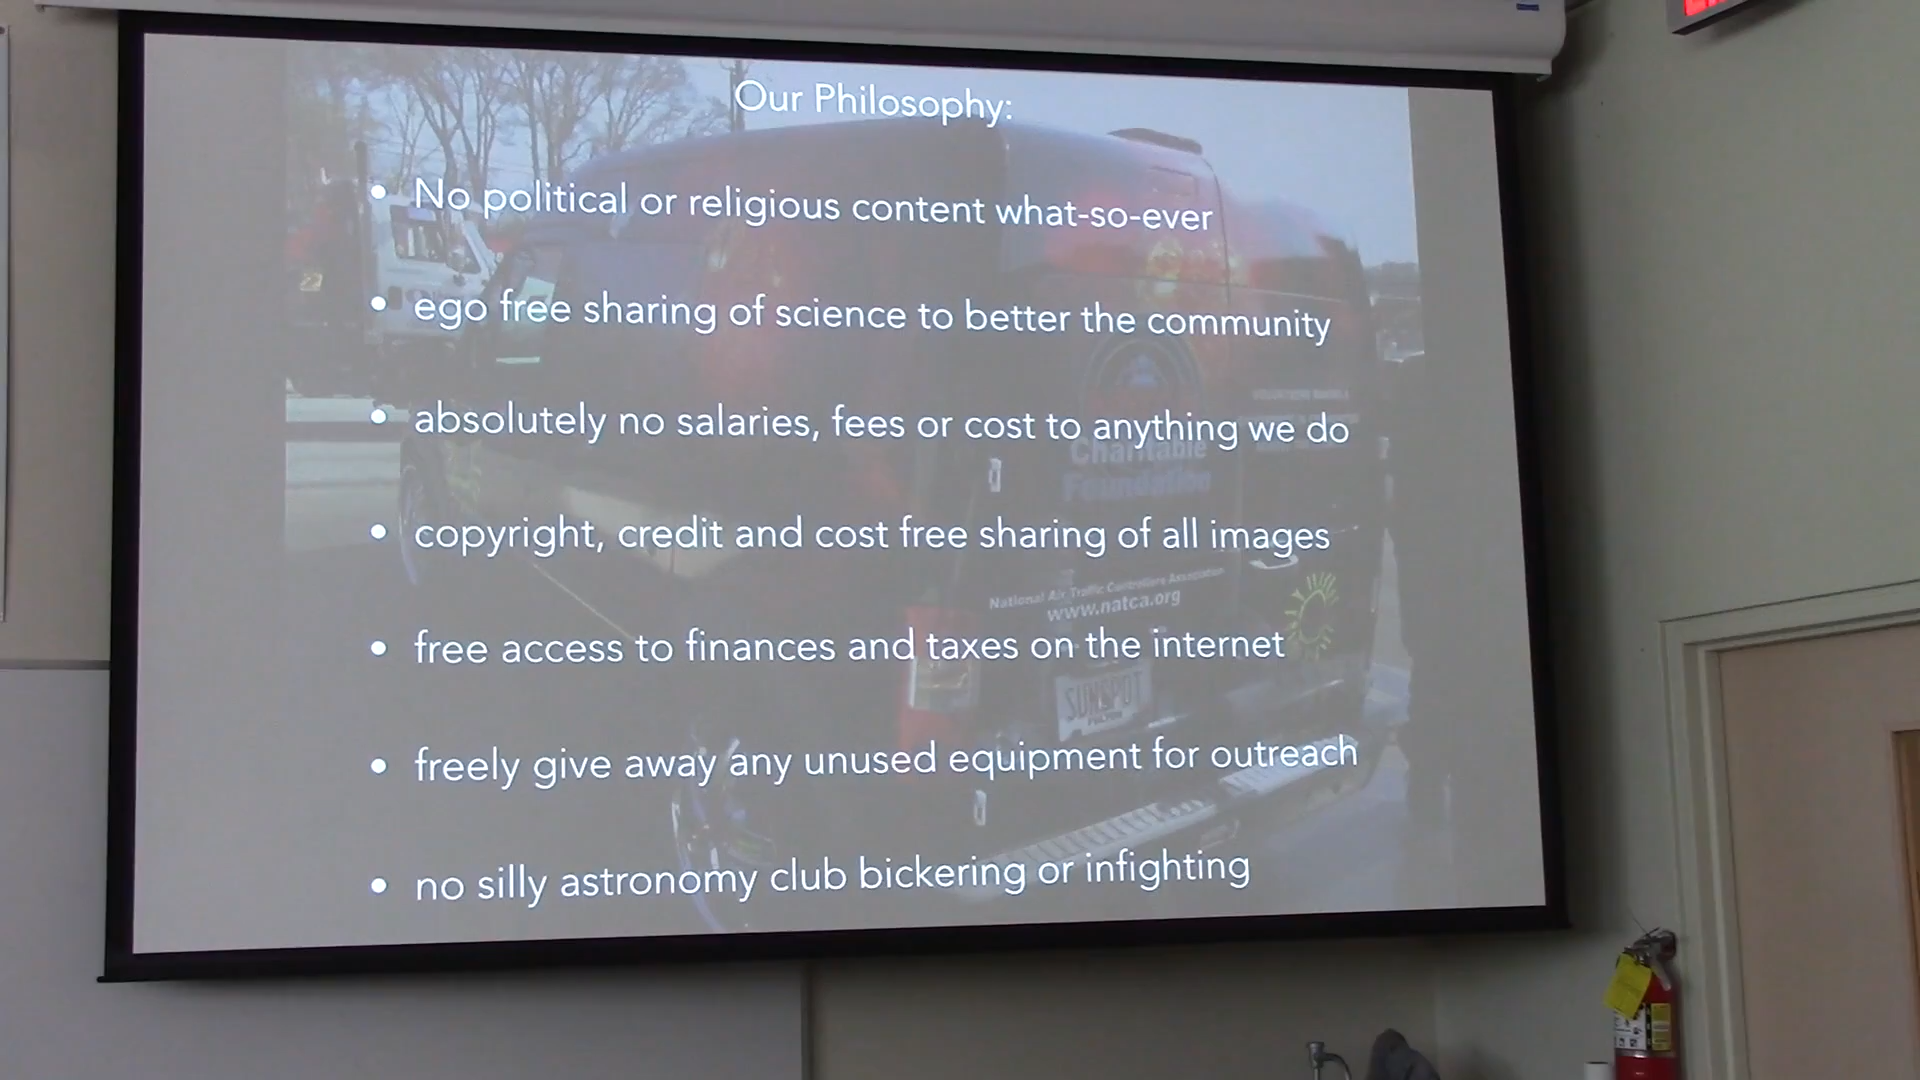 Our Philosophy:
• No political or religious content what-so-ever
• ego free sharing of science to better the community
• absolutely no salaries, fees or cost to anything we do
Charitable
Foundation
• copyright, credit and cost free sharing of all images
National Air Traffic Controllers Association
www.natca.org
• free access to finances and taxes on the internet
SUNSPOT
• freely give away any unused equipment for outreach
• no silly astronomy club bickering or infighting